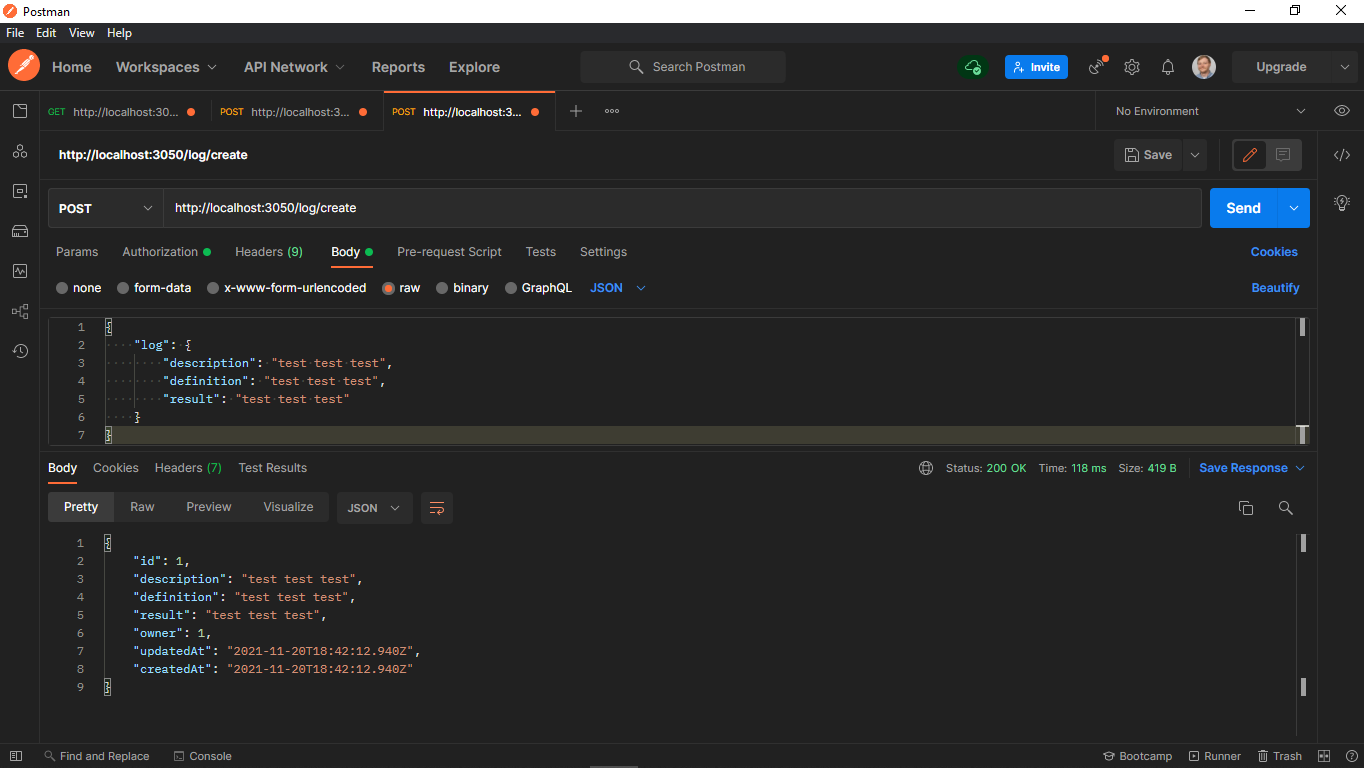 Postman
File Edit View Help
Home Workspaces API Network Reports Explore Search Postman Invite Upgrade
GET http://localhost:30... POST http://localhost:3... POST http://localhost:3... No Environment
http://localhost:3050/log/create Save
POST http://localhost:3050/log/create Send
Params Authorization Headers (9) Body Pre-request Script Tests Settings Cookies
none form-data x-www-form-urlencoded raw binary GraphQL JSON Beautify
1 {
2 "log": {
3 "description": "test test test",
4 "definition": "test test test",
5 "result": "test test test"
6 }
7 }
Body Cookies Headers (7) Test Results Status: 200 OK Time: 118 ms Size: 419 B Save Response
Pretty Raw Preview Visualize JSON
1 {
2 "id": 1,
3 "description": "test test test",
4 "definition": "test test test",
5 "result": "test test test",
6 "owner": 1,
7 "updatedAt": "2021-11-20T18:42:12.940Z",
8 "createdAt": "2021-11-20T18:42:12.940Z"
9 }
Find and Replace Console Bootcamp Runner Trash